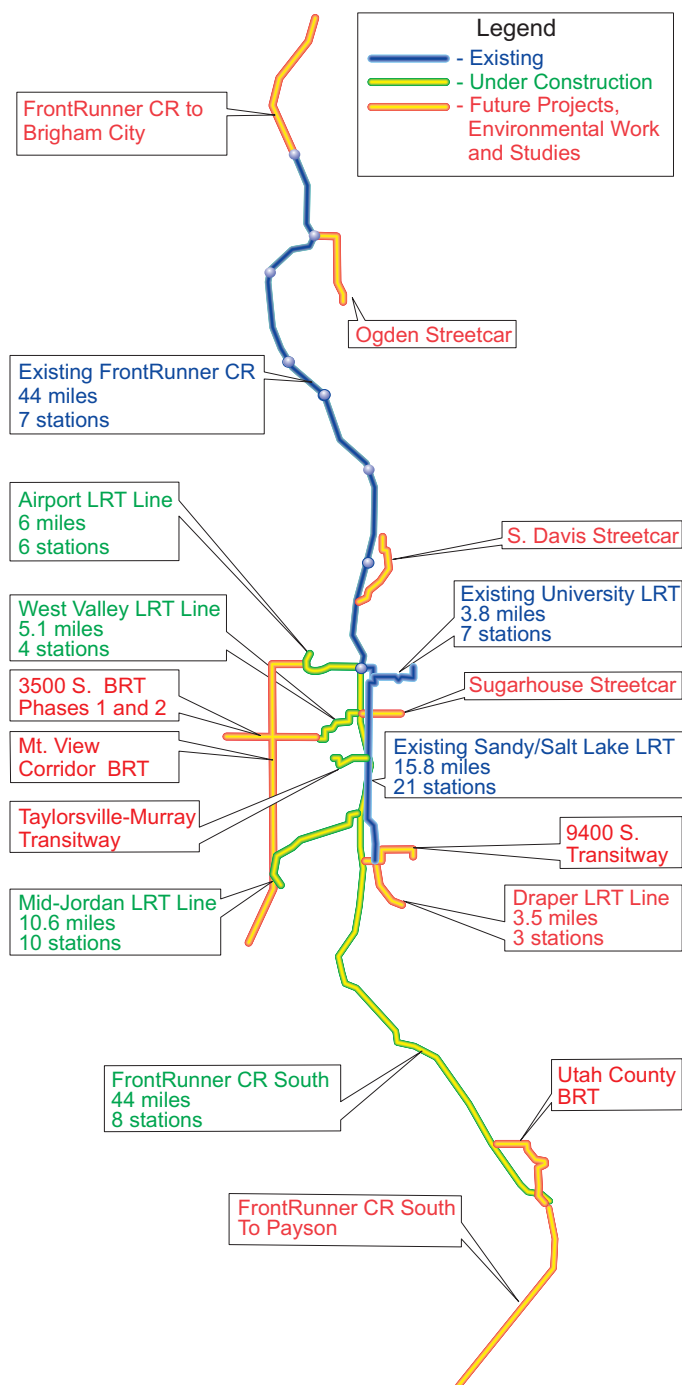 Legend
- Existing
- Under Construction
- Future Projects,
Environmental Work
and Studies
FrontRunner CR to
Brigham City
Ogden Streetcar
Existing FrontRunner CR
44 miles
7 stations
Airport LRT Line
6 miles
6 stations
S. Davis Streetcar
West Valley LRT Line
5.1 miles
4 stations
Existing University LRT
3.8 miles
7 stations
3500 S. BRT
Phases 1 and 2
Sugarhouse Streetcar
Mt. View
Corridor BRT
Existing Sandy/Salt Lake LRT
15.8 miles
21 stations
Taylorsville-Murray
Transitway
9400 S.
Transitway
Mid-Jordan LRT Line
10.6 miles
10 stations
Draper LRT Line
3.5 miles
3 stations
FrontRunner CR South
44 miles
8 stations
Utah County
BRT
FrontRunner CR South
To Payson